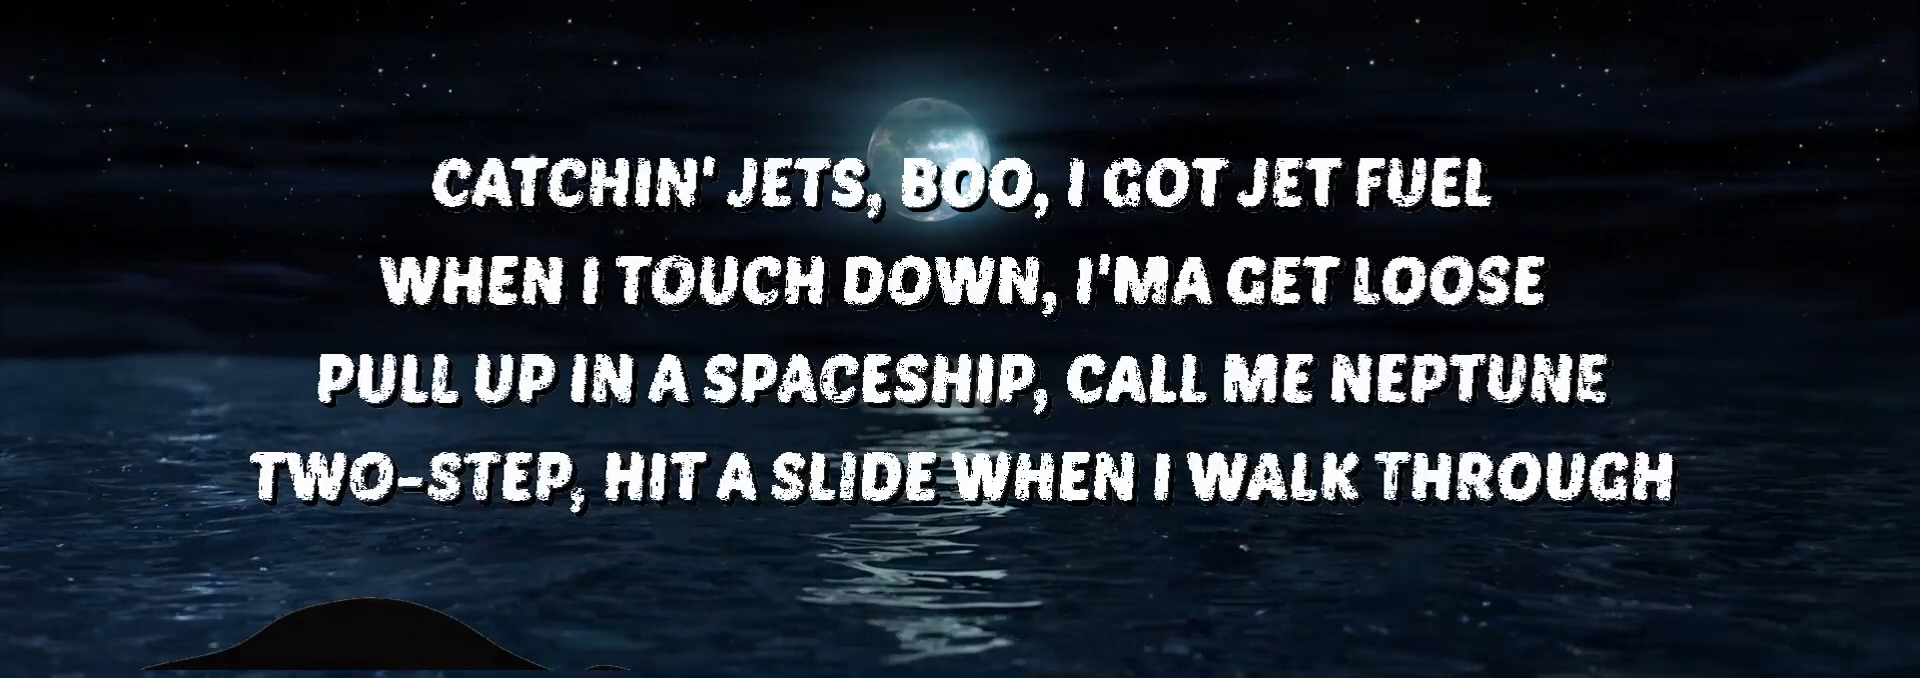 CATCHIN' JETS, BOO, I GOT JET FUEL
WHEN I TOUCH DOWN, I'MA GET LOOSE
PULL UP IN A SPACESHIP, CALL ME NEPTUNE
TWO-STEP, HIT A SLIDE WHEN I WALK THROUGH